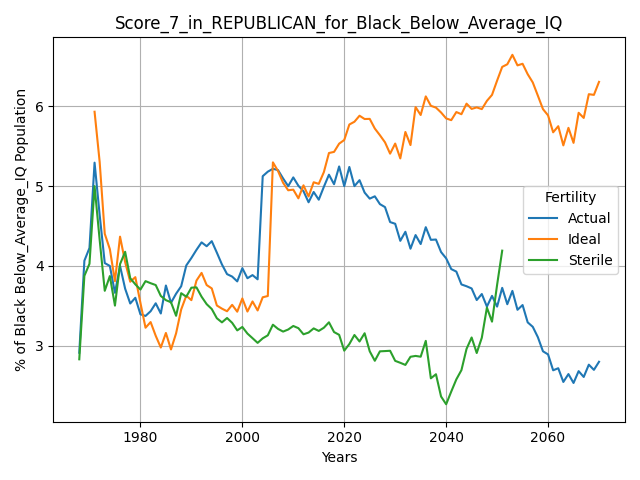 Score_7_in_REPUBLICAN_for_Black_Below_Average_IQ
% of Black Below_Average_IQ Population
6
5
4
3
Fertility
Actual
Ideal
Sterile
1980 2000 2020 2040 2060
Years